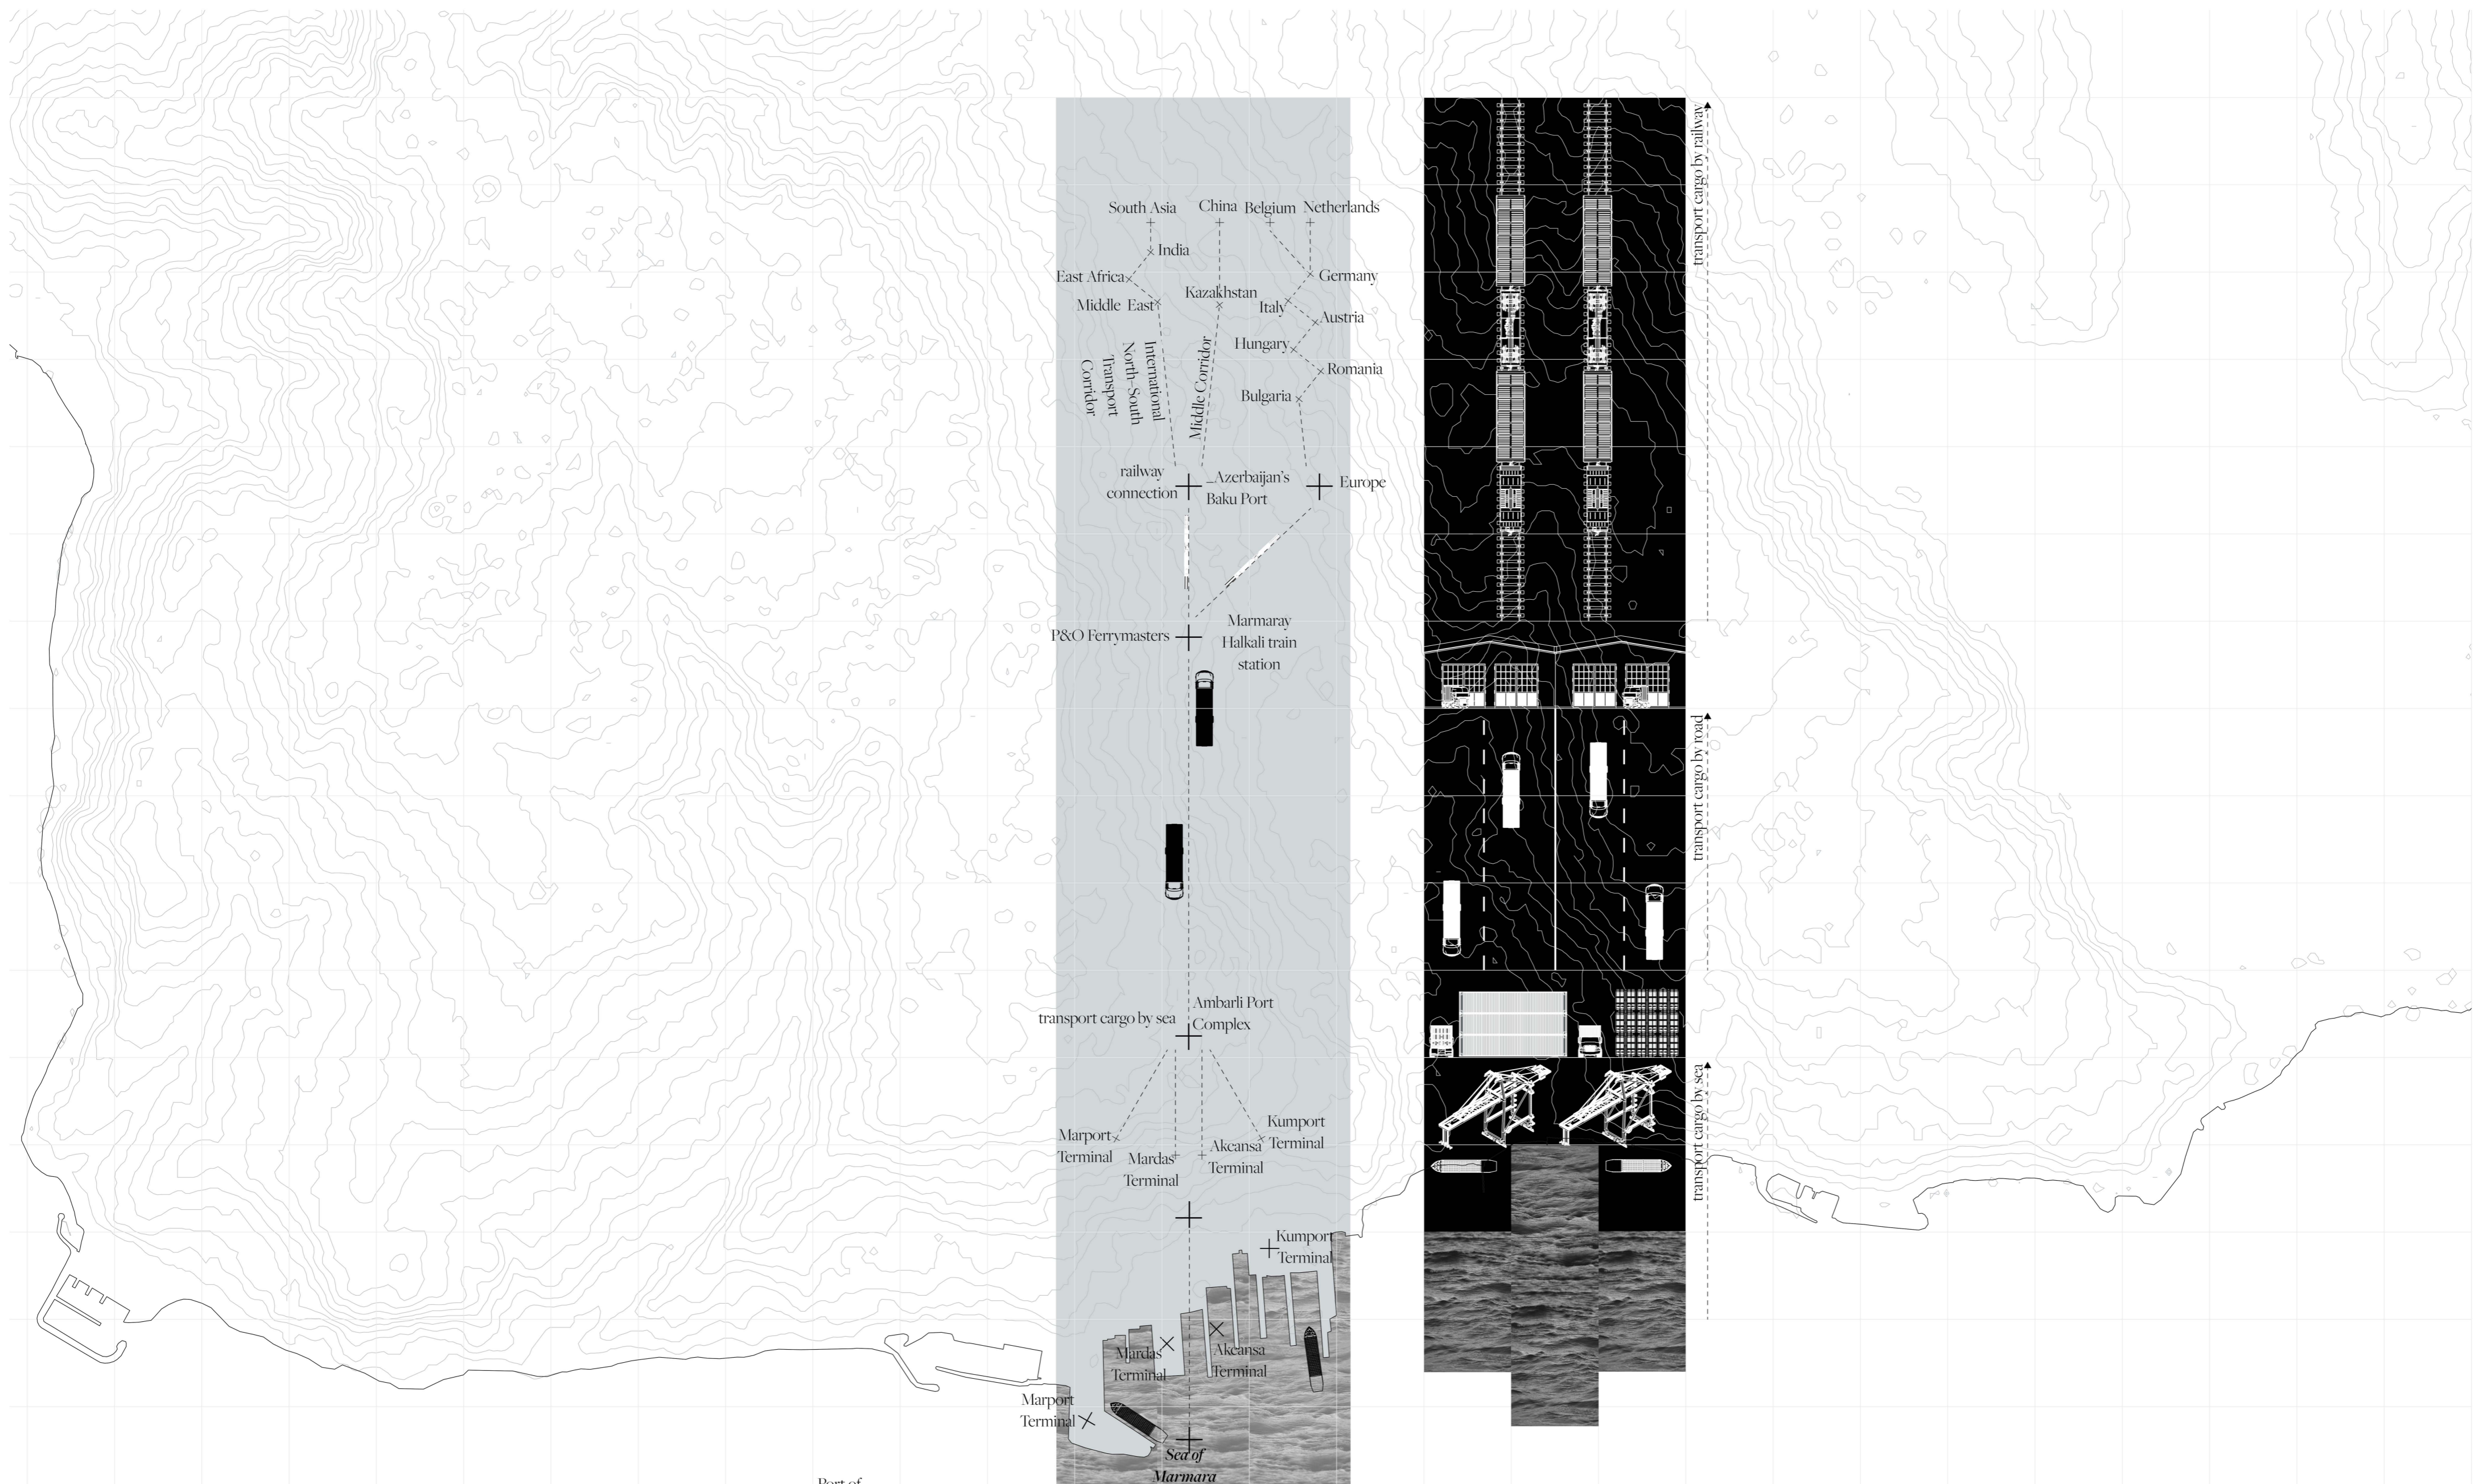 transport cargo by railway
South Asia
China
Belgium
Netherlands
India
East Africa
Germany
Middle East
Kazakhstan
Italy
Austria
Hungary
Romania
Bulgaria
International
North-South
Transport
Corridor
Middle Corridor
railway
connection
_Azerbaijan's
Baku Port
Europe
P&O Ferrymasters
Marmaray
Halkali train
station
transport cargo by road
transport cargo by sea
Ambarli Port
Complex
transport cargo by sea
Marport
Terminal
Mardas
Terminal
Akcansa
Terminal
Kumport
Terminal
Kumport
Terminal
Mardas
Terminal
Akcansa
Terminal
Marport
Terminal
Sea of
Marmara
Port of